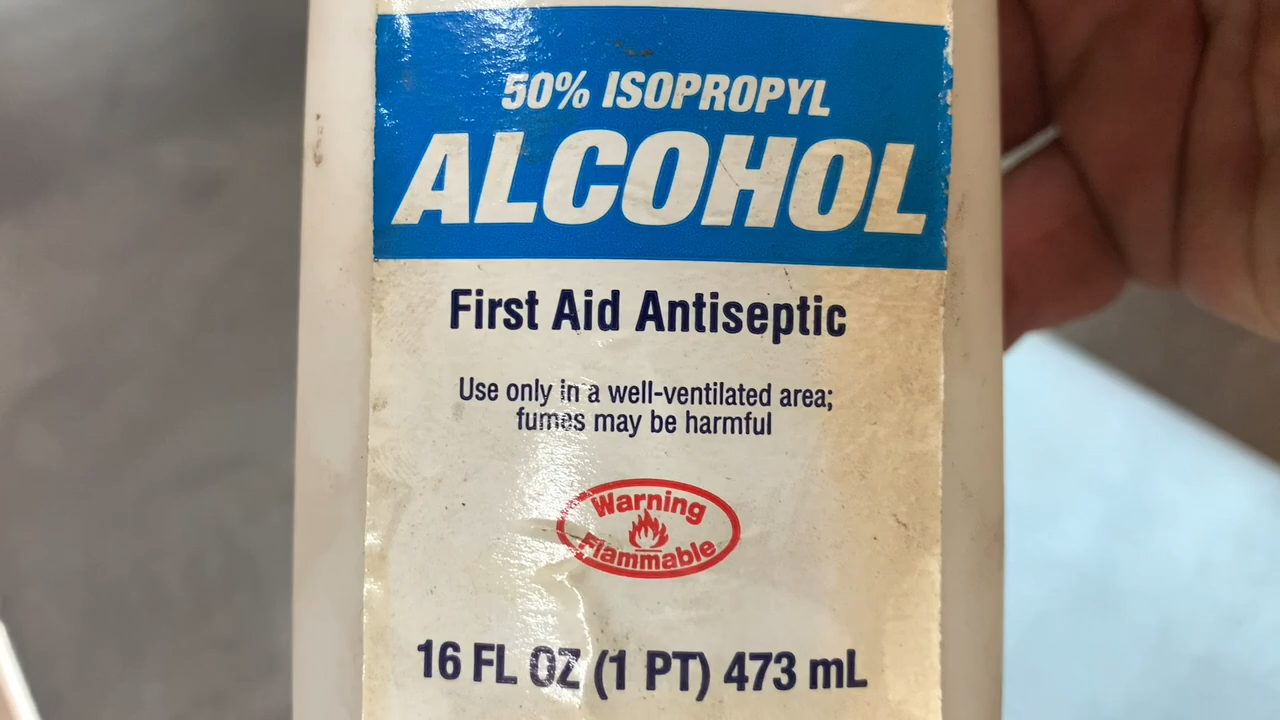 50% ISOPROPYL
ALCOHOL
First Aid Antiseptic
Use only in a well-ventilated area;
fumes may be harmful
Warning
Flammable
16 FL OZ (1 PT) 473 mL